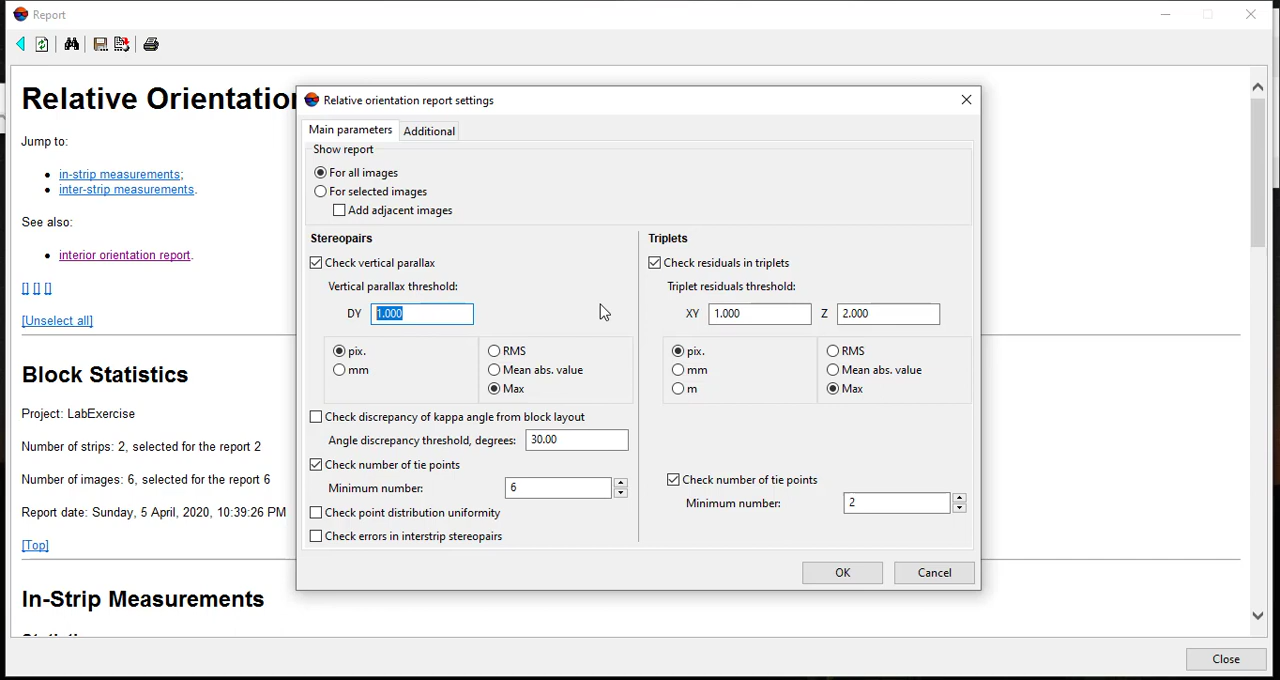 Report
Relative Orientation
Jump to:
in-strip measurements;
inter-strip measurements.
See also:
interior orientation report.
[] [] []
[Unselect all]
Block Statistics
Project: LabExercise
Number of strips: 2, selected for the report 2
Number of images: 6, selected for the report 6
Report date: Sunday, 5 April, 2020, 10:39:26 PM
[Top]
In-Strip Measurements
Relative orientation report settings
Main parameters Additional
Show report
For all images
For selected images
Add adjacent images
Stereopairs
Check vertical parallax
Vertical parallax threshold:
DY 1.000
pix. RMS
mm Mean abs. value
Max
Check discrepancy of kappa angle from block layout
Angle discrepancy threshold, degrees: 30.00
Check number of tie points
Minimum number: 6
Check point distribution uniformity
Check errors in interstrip stereopairs
Triplets
Check residuals in triplets
Triplet residuals threshold:
XY 1.000 Z 2.000
pix. RMS
mm Mean abs. value
m Max
Check number of tie points
Minimum number: 2
OK Cancel
Close